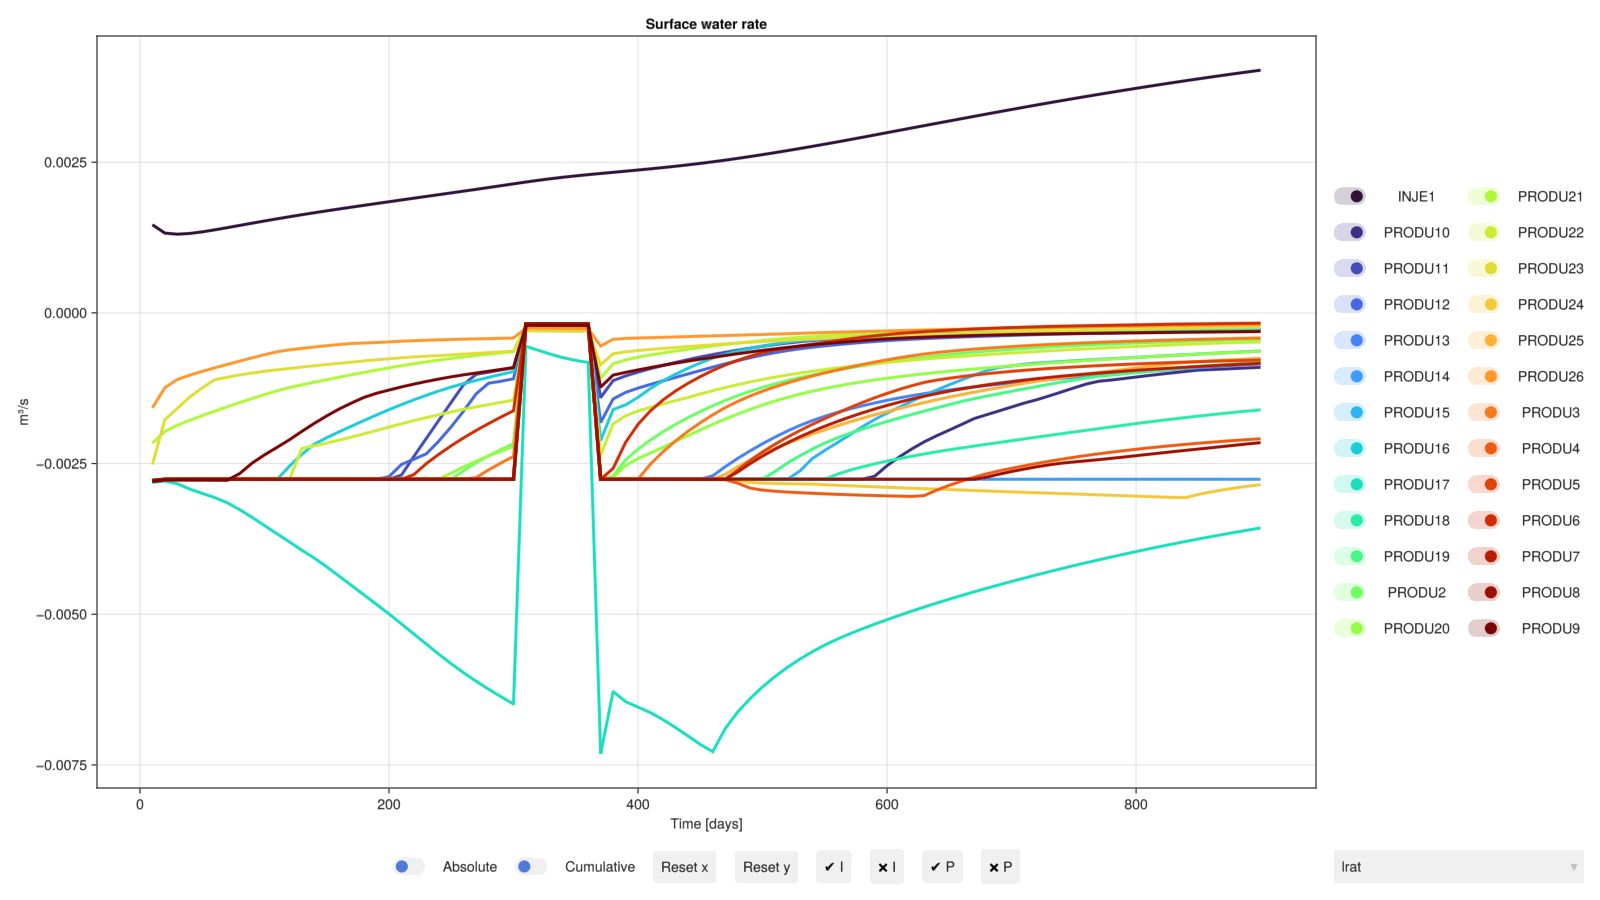 Surface water rate
m³/s
0.0025
0.0000
−0.0025
−0.0050
−0.0075
0 200 400 600 800
Time [days]
INJE1 PRODU21
PRODU10 PRODU22
PRODU11 PRODU23
PRODU12 PRODU24
PRODU13 PRODU25
PRODU14 PRODU26
PRODU15 PRODU3
PRODU16 PRODU4
PRODU17 PRODU5
PRODU18 PRODU6
PRODU19 PRODU7
PRODU2 PRODU8
PRODU20 PRODU9
Absolute Cumulative Reset x Reset y ✔ I ✖ I ✔ P ✖ P lrat ▼